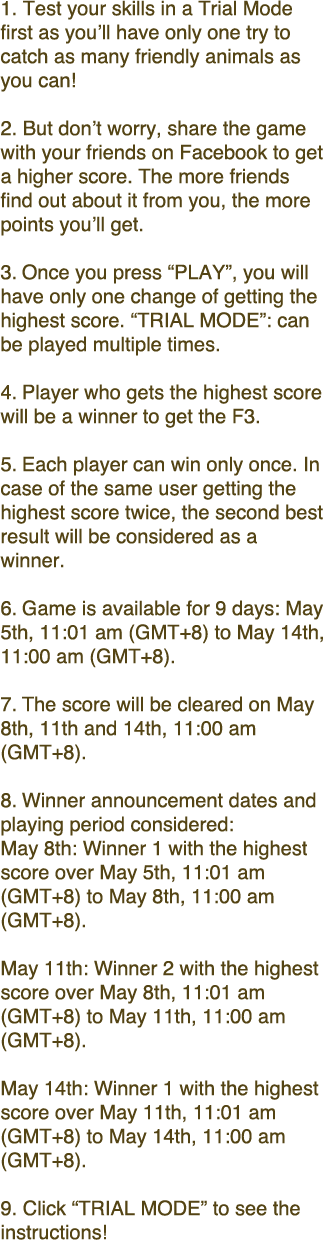 1. Test your skills in a Trial Mode
first as you’ll have only one try to
catch as many friendly animals as
you can!
2. But don’t worry, share the game
with your friends on Facebook to get
a higher score. The more friends
find out about it from you, the more
points you’ll get.
3. Once you press “PLAY”, you will
have only one change of getting the
highest score. “TRIAL MODE”: can
be played multiple times.
4. Player who gets the highest score
will be a winner to get the F3.
5. Each player can win only once. In
case of the same user getting the
highest score twice, the second best
result will be considered as a
winner.
6. Game is available for 9 days: May
5th, 11:01 am (GMT+8) to May 14th,
11:00 am (GMT+8).
7. The score will be cleared on May
8th, 11th and 14th, 11:00 am
(GMT+8).
8. Winner announcement dates and
playing period considered:
May 8th: Winner 1 with the highest
score over May 5th, 11:01 am
(GMT+8) to May 8th, 11:00 am
(GMT+8).
May 11th: Winner 2 with the highest
score over May 8th, 11:01 am
(GMT+8) to May 11th, 11:00 am
(GMT+8).
May 14th: Winner 1 with the highest
score over May 11th, 11:01 am
(GMT+8) to May 14th, 11:00 am
(GMT+8).
9. Click “TRIAL MODE” to see the
instructions!